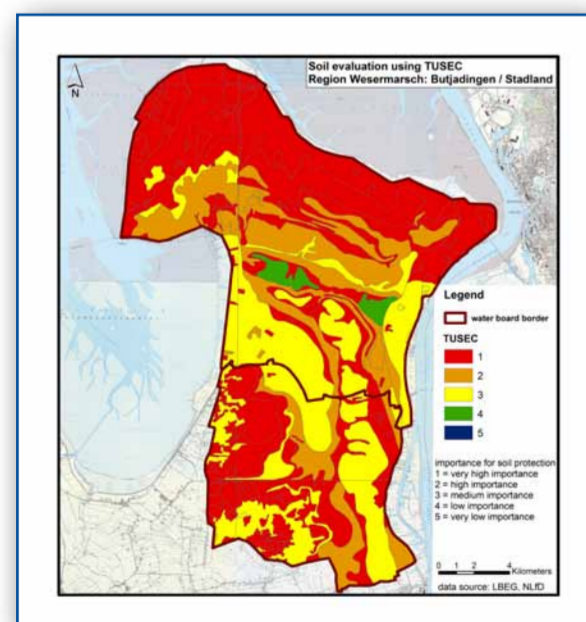 Soil evaluation using TUSEC
Region Wesermarsch: Butjadingen / Stadland
N
Legend
water board border
TUSEC
1
2
3
4
5
importance for soil protection
1 = very high importance
2 = high importance
3 = medium importance
4 = low importance
5 = very low importance
0 1 2 4
Kilometers
data source: LBEG, NLfD